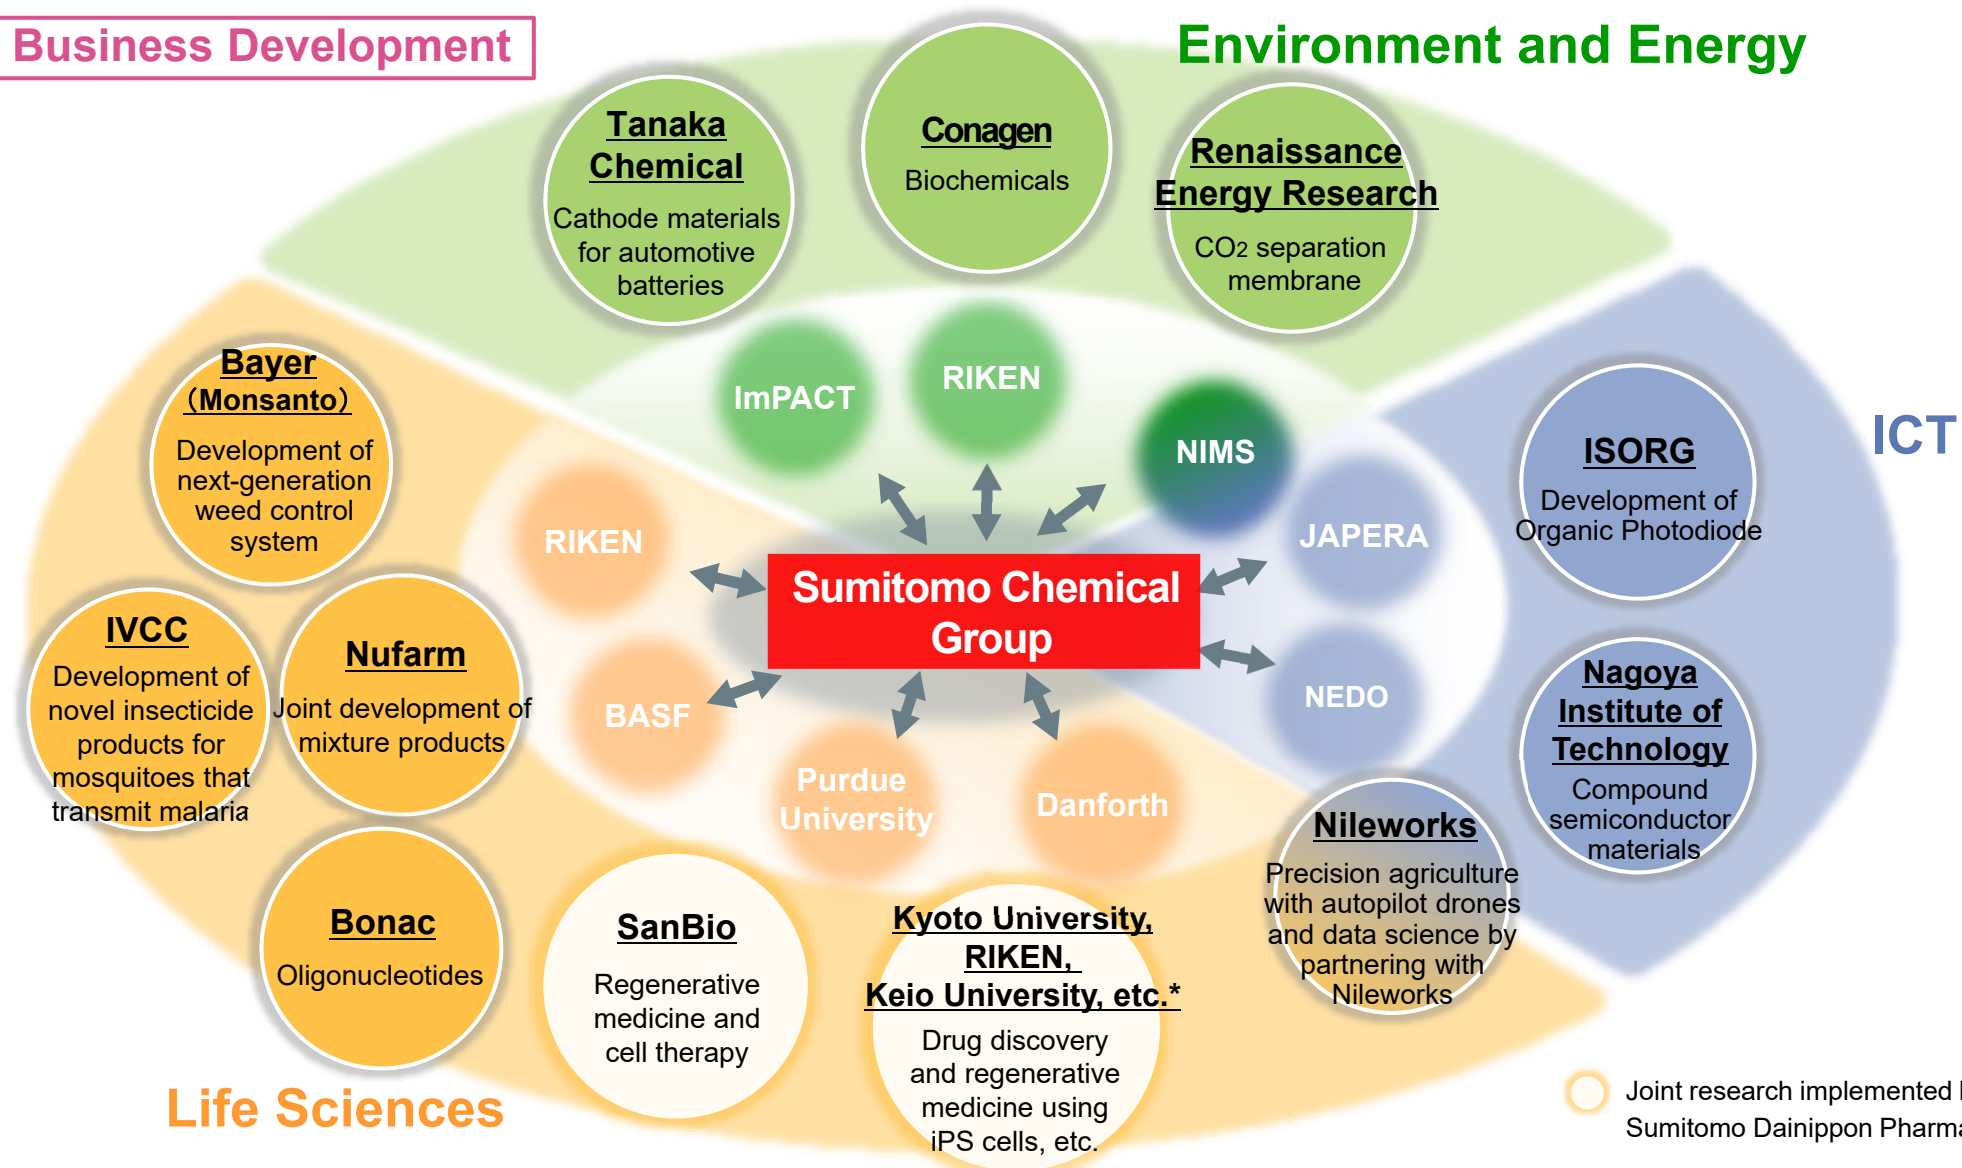 Business Development
Environment and Energy
Tanaka
Chemical
Cathode materials
for automotive
batteries
Conagen
Biochemicals
Renaissance
Energy Research
CO2 separation
membrane
ImPACT
RIKEN
NIMS
Bayer
（Monsanto）
Development of
next-generation
weed control
system
ICT
ISORG
Development of
Organic Photodiode
RIKEN
JAPERA
Sumitomo Chemical
Group
IVCC
Development of
novel insecticide
products for
mosquitoes that
transmit malaria
Nufarm
Joint development of
mixture products
BASF
NEDO
Nagoya
Institute of
Technology
Compound
semiconductor
materials
Purdue
University
Danforth
Nileworks
Precision agriculture
with autopilot drones
and data science by
partnering with
Nileworks
Bonac
Oligonucleotides
SanBio
Regenerative
medicine and
cell therapy
Kyoto University,
RIKEN,
Keio University, etc.*
Drug discovery
and regenerative
medicine using
iPS cells, etc.
Life Sciences
Joint research implemented
Sumitomo Dainippon Pharma